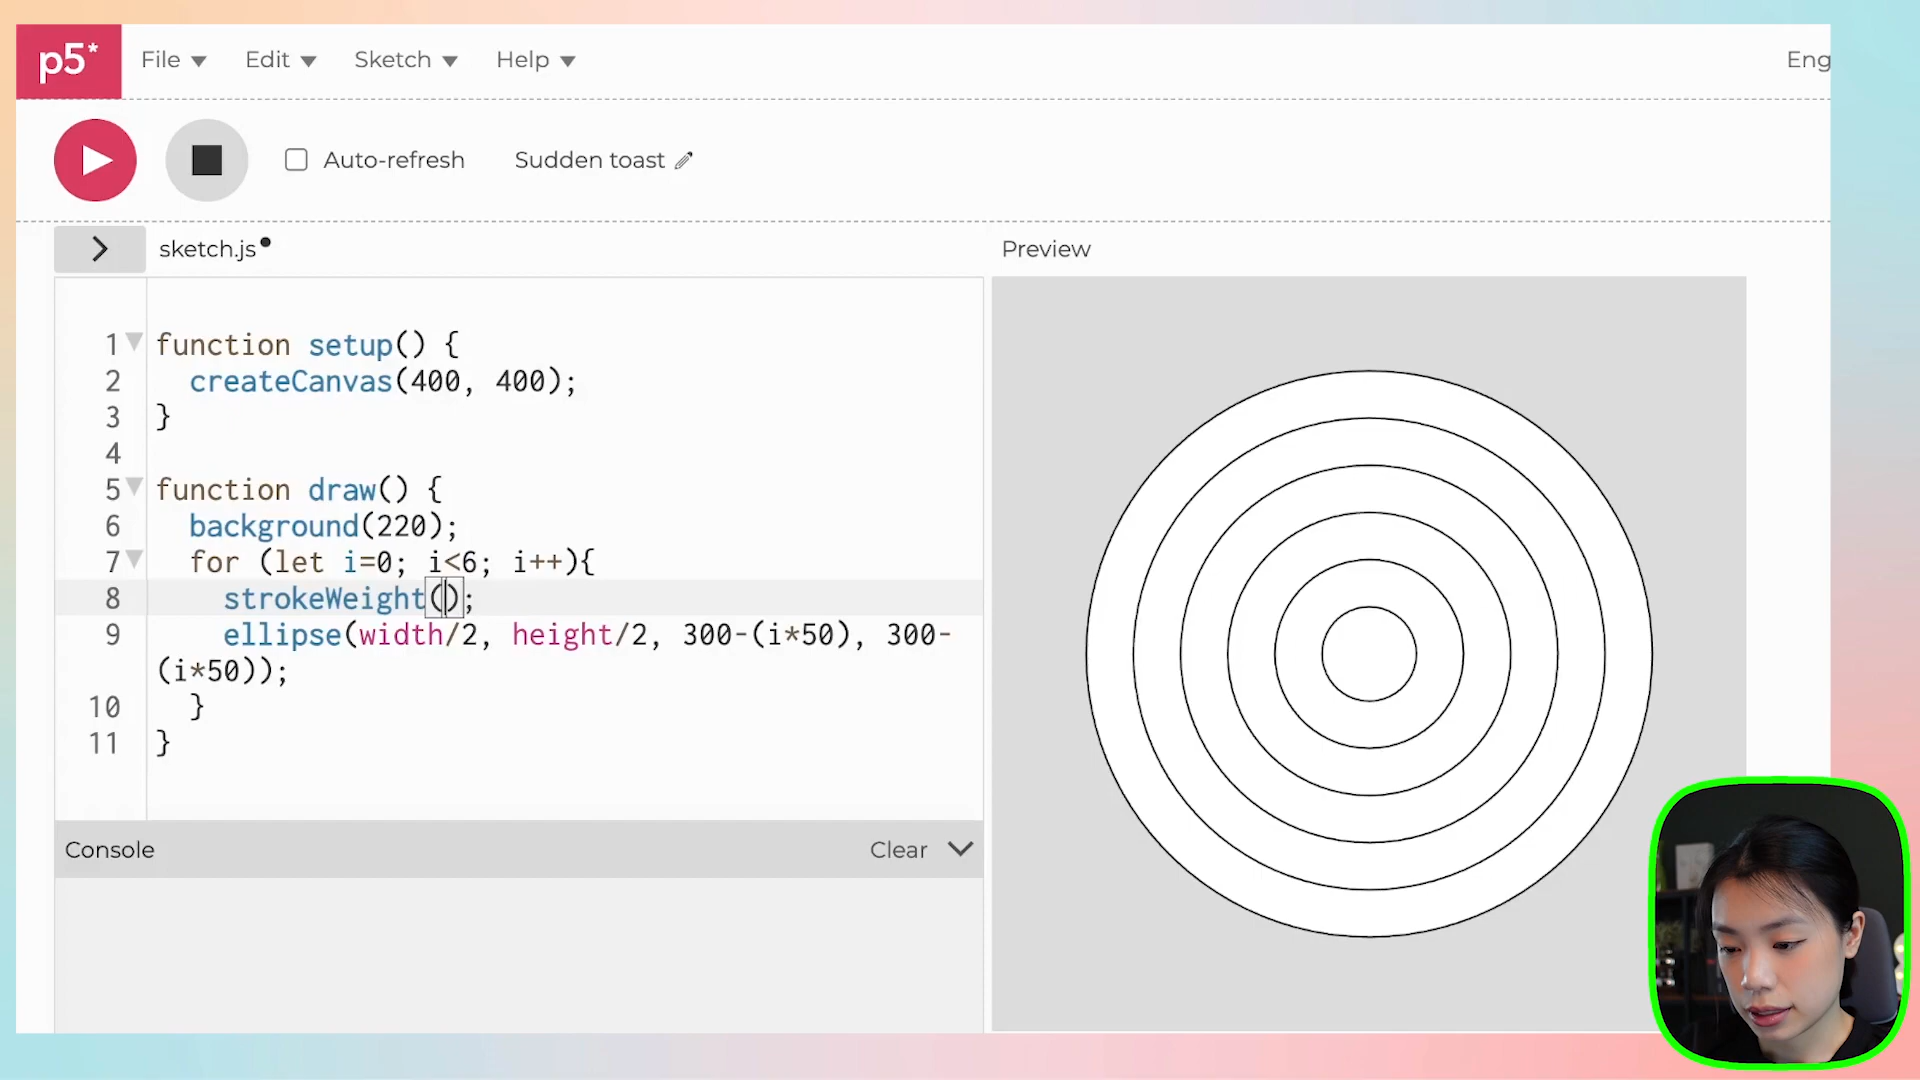 p5* File Edit Sketch Help Eng
Auto-refresh Sudden toast
sketch.js
Preview
1 function setup() {
2 createCanvas(400, 400);
3 }
4
5 function draw() {
6 background(220);
7 for (let i=0; i<6; i++){
8 strokeWeight();
9 ellipse(width/2, height/2, 300-(i*50), 300-
(i*50));
10 }
11 }
Console Clear